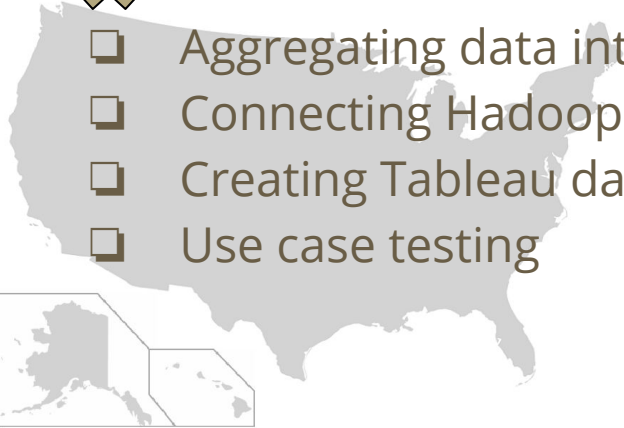 ❏ Aggregating data int
❏ Connecting Hadoop
❏ Creating Tableau da
❏ Use case testing